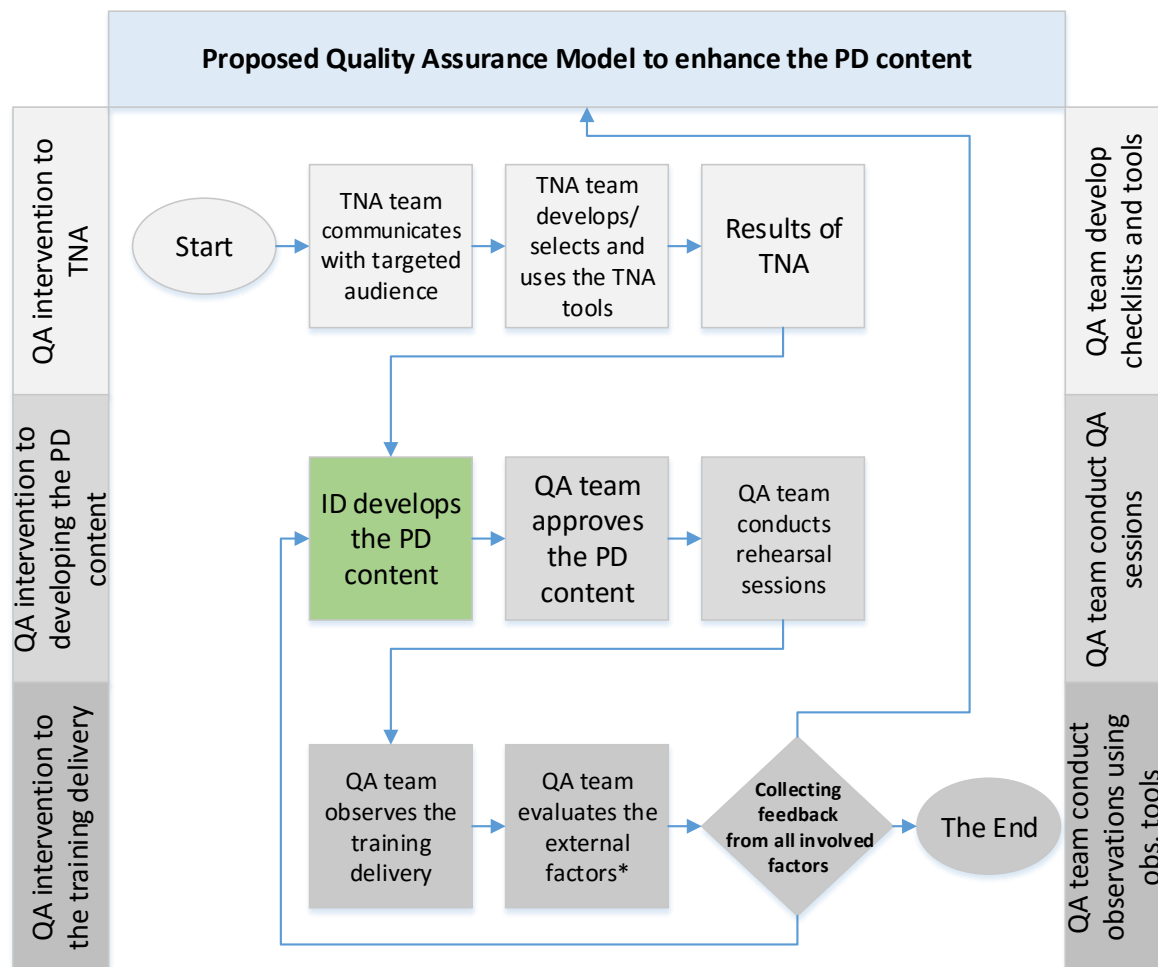 Proposed Quality Assurance Model to enhance the PD content
QA intervention to
TNA
Start
TNA team
communicates
with targeted
audience
TNA team
develops/
selects and
uses the TNA
tools
Results of
TNA
QA team develop
checklists and tools
QA intervention to
developing the PD
content
ID develops
the PD
content
QA team
approves
the PD
content
QA team
conducts
rehearsal
sessions
QA team conduct QA
sessions
QA intervention to
the training delivery
QA team
observes the
training
delivery
QA team
evaluates the
external
factors*
Collecting
feedback
from all involved
factors
The End
QA team conduct
observations using
obs. tools